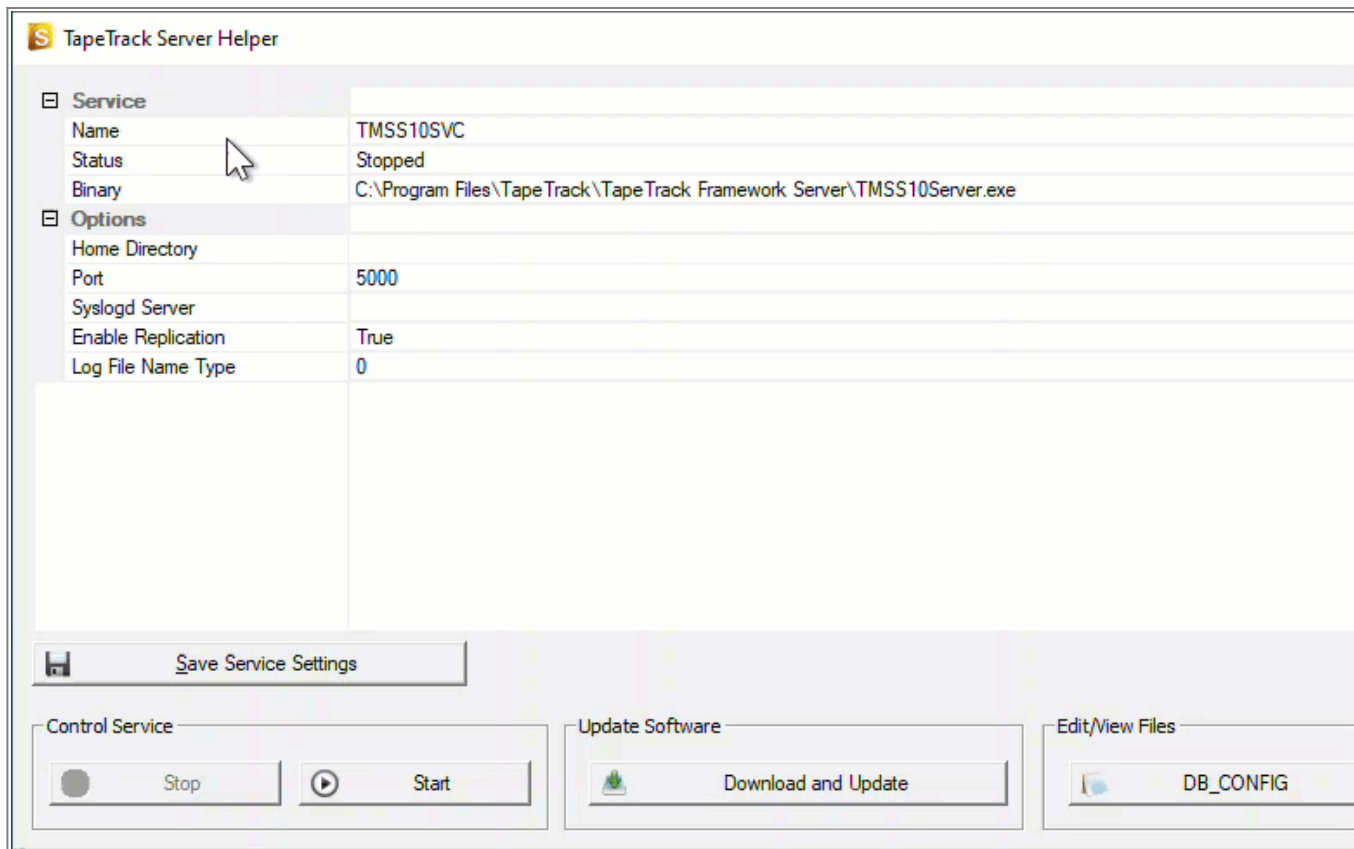 TapeTrack Server Helper
Service
Name TMSS10SVC
Status Stopped
Binary C:\Program Files\TapeTrack\TapeTrack Framework Server\TMSS10Server.exe
Options
Home Directory
Port 5000
Syslogd Server
Enable Replication True
Log File Name Type 0
Save Service Settings
Control Service Update Software Edit/View Files
Stop Start Download and Update DB_CONFIG